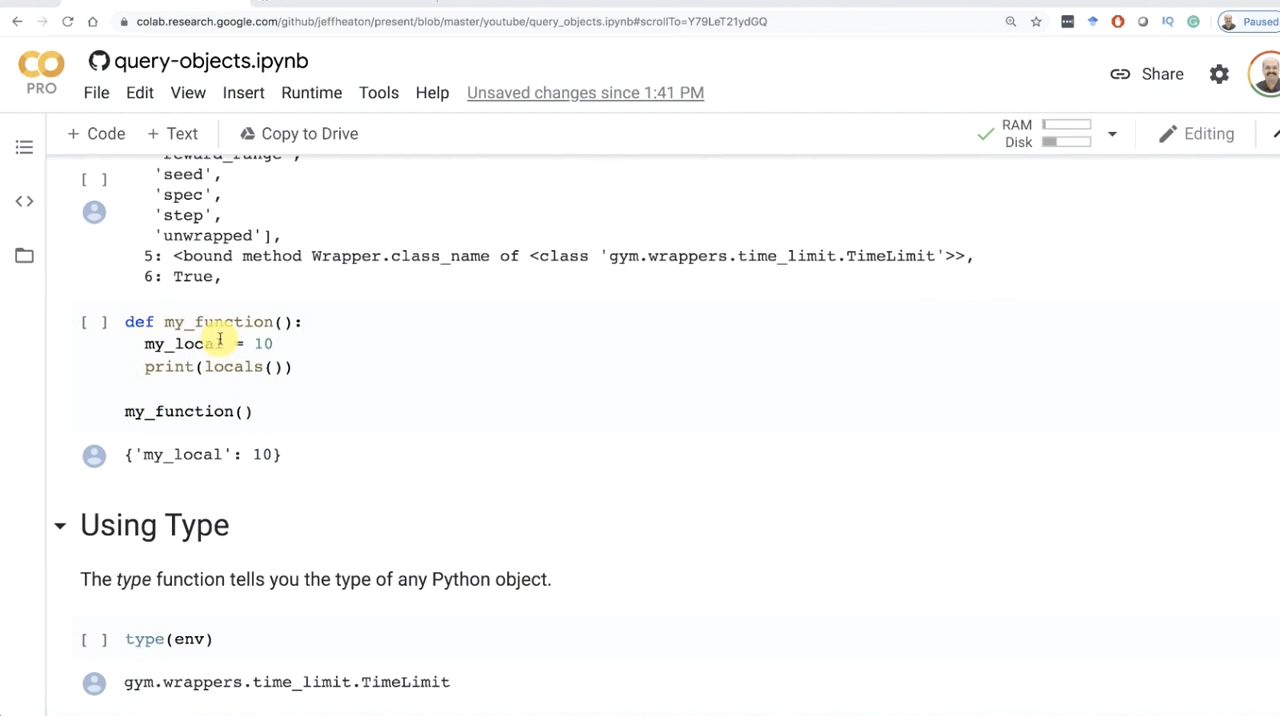 colab.research.google.com/github/jeffheaton/present/blob/master/youtube/query_objects.ipynb#scrollTo=Y79LeT21ydGQ
IQ
Paused
CO
PRO
query-objects.ipynb
File Edit View Insert Runtime Tools Help Unsaved changes since 1:41 PM
Share
+ Code + Text Copy to Drive
RAM
Disk
Editing
'reward_range',
[ ] 'seed',
'spec',
'step',
'unwrapped'],
5: <bound method Wrapper.class_name of <class 'gym.wrappers.time_limit.TimeLimit'>>,
6: True,
[ ] def my_function():
my_local = 10
print(locals())
my_function()
{'my_local': 10}
Using Type
The type function tells you the type of any Python object.
[ ] type(env)
gym.wrappers.time_limit.TimeLimit